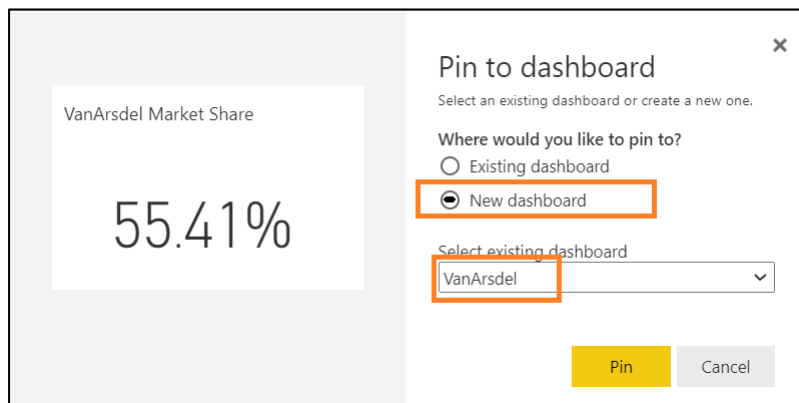 VanArsdel Market Share
55.41%
Pin to dashboard
Select an existing dashboard or create a new one.
Where would you like to pin to?
Existing dashboard
New dashboard
Select existing dashboard
VanArsdel
Pin
Cancel